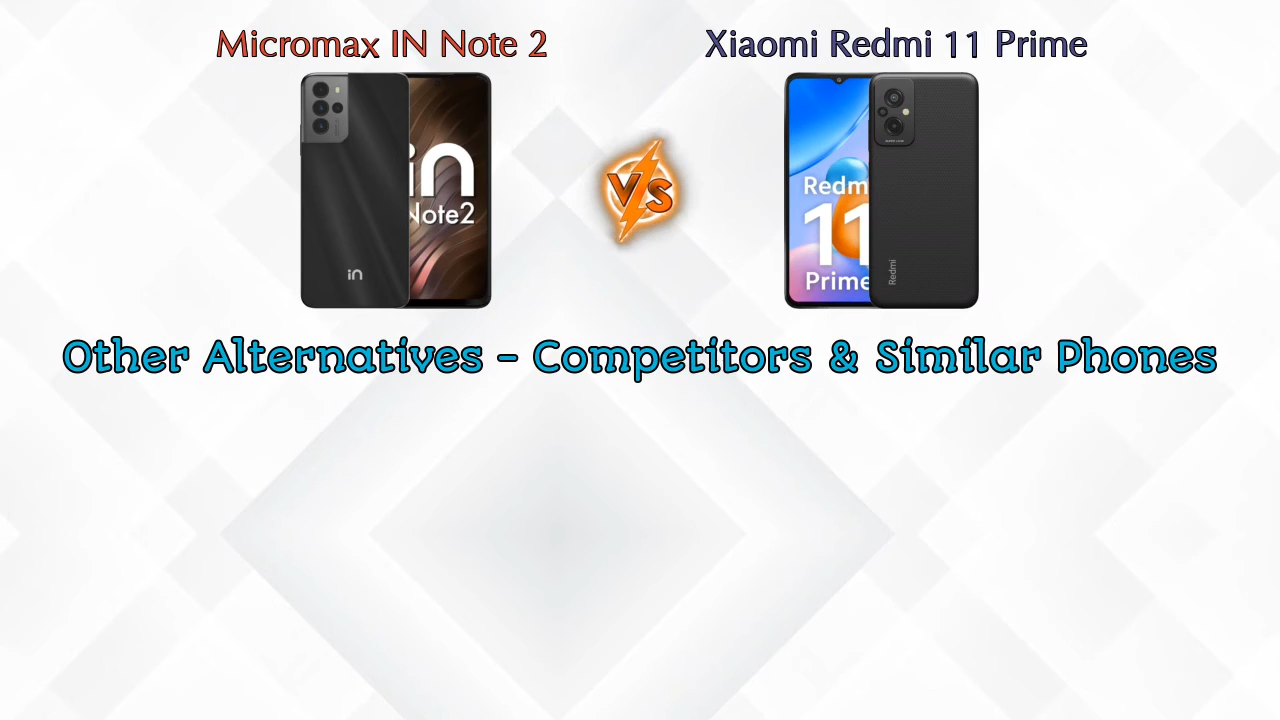 Micromax IN Note 2
Xiaomi Redmi 11 Prime
in
Note2
in
VS
Redm
11
Prime
Redmi
Other Alternatives - Competitors & Similar Phones